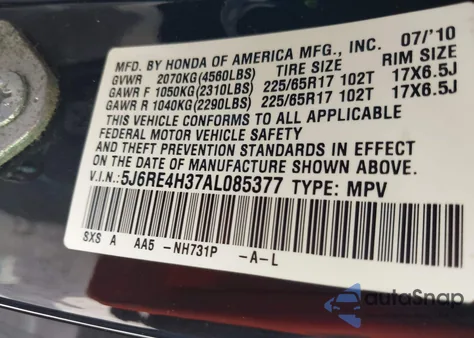 MFD. BY HONDA OF AMERICA MFG., INC. 07/'10
GVWR 2070KG(4560LBS) TIRE SIZE RIM SIZE
GAWR F 1050KG(2310LBS) 225/65R17 102T 17X6.5J
GAWR R 1040KG(2290LBS) 225/65R17 102T 17X6.5J
THIS VEHICLE CONFORMS TO ALL APPLICABLE
FEDERAL MOTOR VEHICLE SAFETY, BUMPER,
AND THEFT PREVENTION STANDARDS IN EFFECT
ON THE DATE OF MANUFACTURE SHOWN ABOVE.
V.I.N.: 5J6RE4H37AL085377 TYPE: MPV
SXS A AA5 -NH731P -A-L
autoSnap